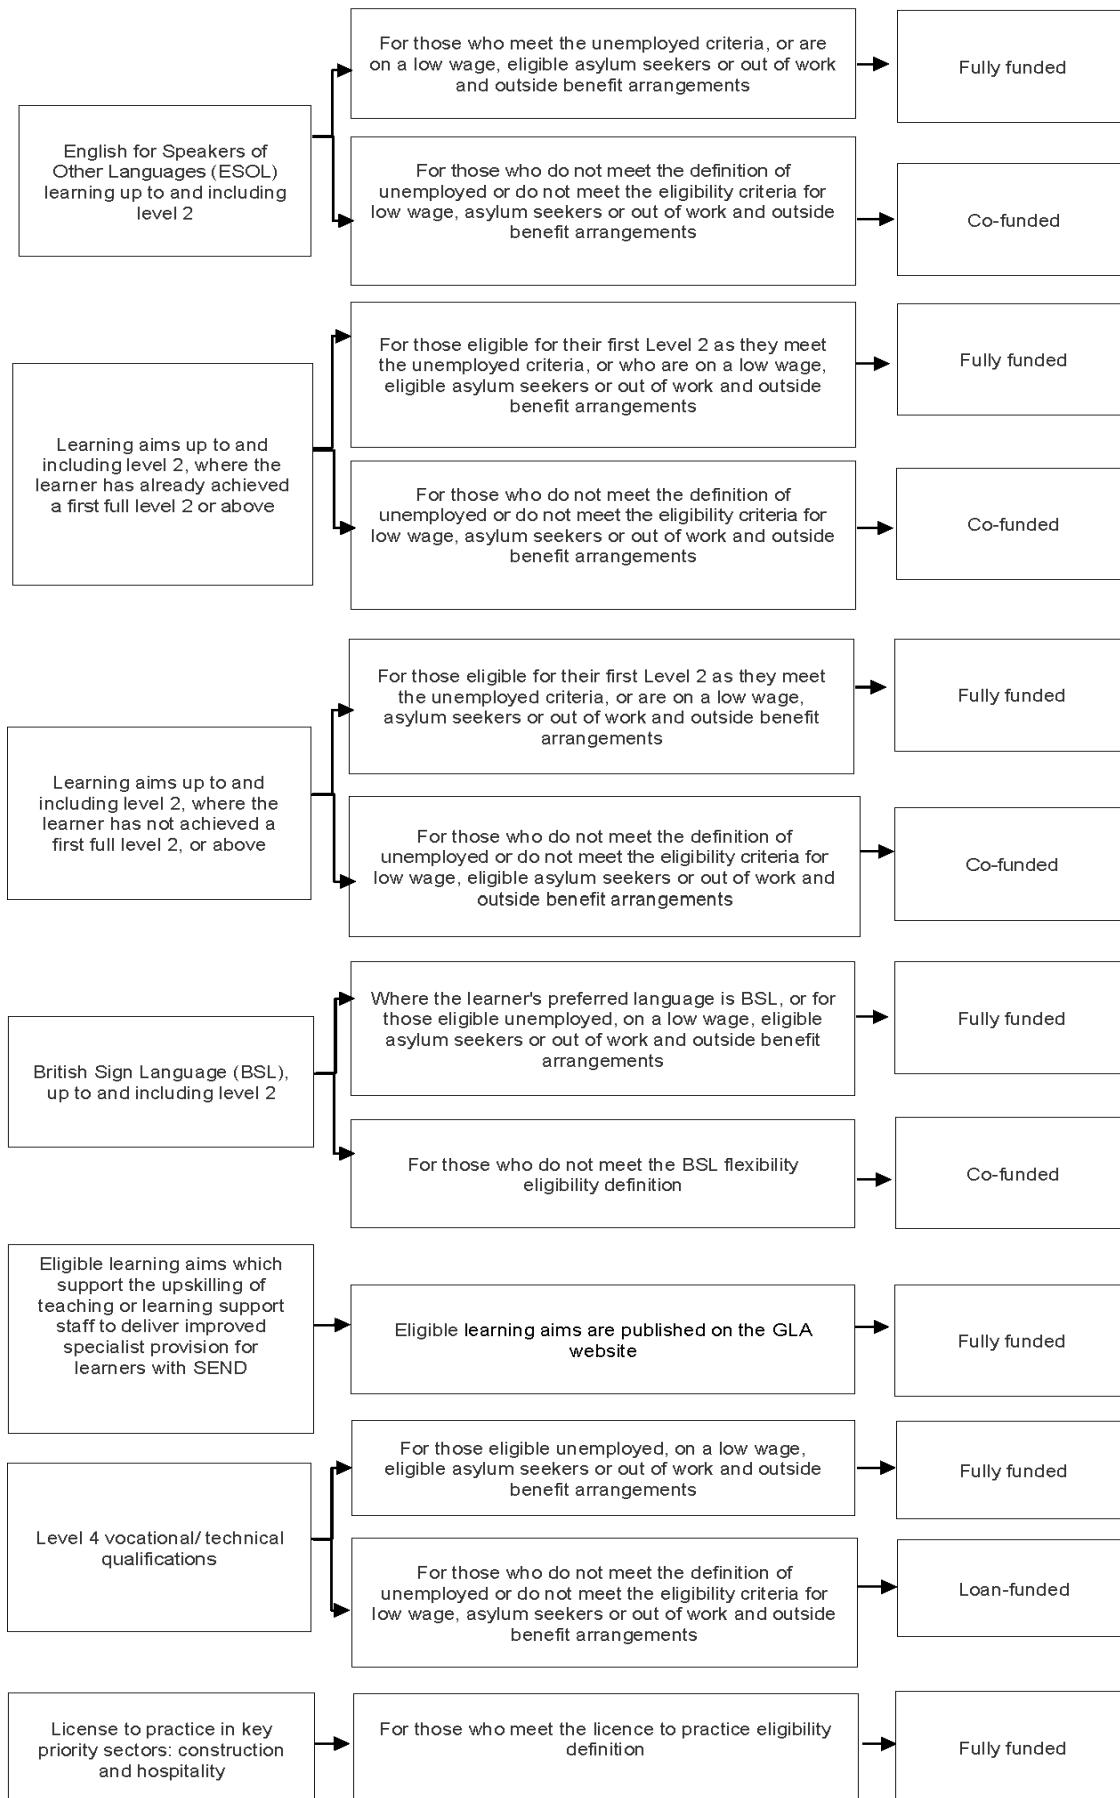 English for Speakers of
Other Languages (ESOL)
learning up to and including
level 2
For those who meet the unemployed criteria, or are
on a low wage, eligible asylum seekers or out of work
and outside benefit arrangements
Fully funded
For those who do not meet the definition of
unemployed or do not meet the eligibility criteria for
low wage, asylum seekers or out of work and outside
benefit arrangements
Co-funded
Learning aims up to and
including level 2, where the
learner has already achieved
a first full level 2 or above
For those eligible for their first Level 2 as they meet
the unemployed criteria, or who are on a low wage,
eligible asylum seekers or out of work and outside
benefit arrangements
Fully funded
For those who do not meet the definition of
unemployed or do not meet the eligibility criteria for
low wage, asylum seekers or out of work and outside
benefit arrangements
Co-funded
Learning aims up to and
including level 2, where the
learner has not achieved a
first full level 2, or above
For those eligible for their first Level 2 as they meet
the unemployed criteria, or are on a low wage,
asylum seekers or out of work and outside benefit
arrangements
Fully funded
For those who do not meet the definition of
unemployed or do not meet the eligibility criteria for
low wage, eligible asylum seekers or out of work and
outside benefit arrangements
Co-funded
British Sign Language (BSL),
up to and including level 2
Where the learner's preferred language is BSL, or for
those eligible unemployed, on a low wage, eligible
asylum seekers or out of work and outside benefit
arrangements
Fully funded
For those who do not meet the BSL flexibility
eligibility definition
Co-funded
Eligible learning aims which
support the upskilling of
teaching or learning support
staff to deliver improved
specialist provision for
learners with SEND
Eligible learning aims are published on the GLA
website
Fully funded
Level 4 vocational/ technical
qualifications
For those eligible unemployed, on a low wage,
eligible asylum seekers or out of work and outside
benefit arrangements
Fully funded
For those who do not meet the definition of
unemployed or do not meet the eligibility criteria for
low wage, asylum seekers or out of work and outside
benefit arrangements
Loan-funded
License to practice in key
priority sectors: construction
and hospitality
For those who meet the licence to practice eligibility
definition
Fully funded